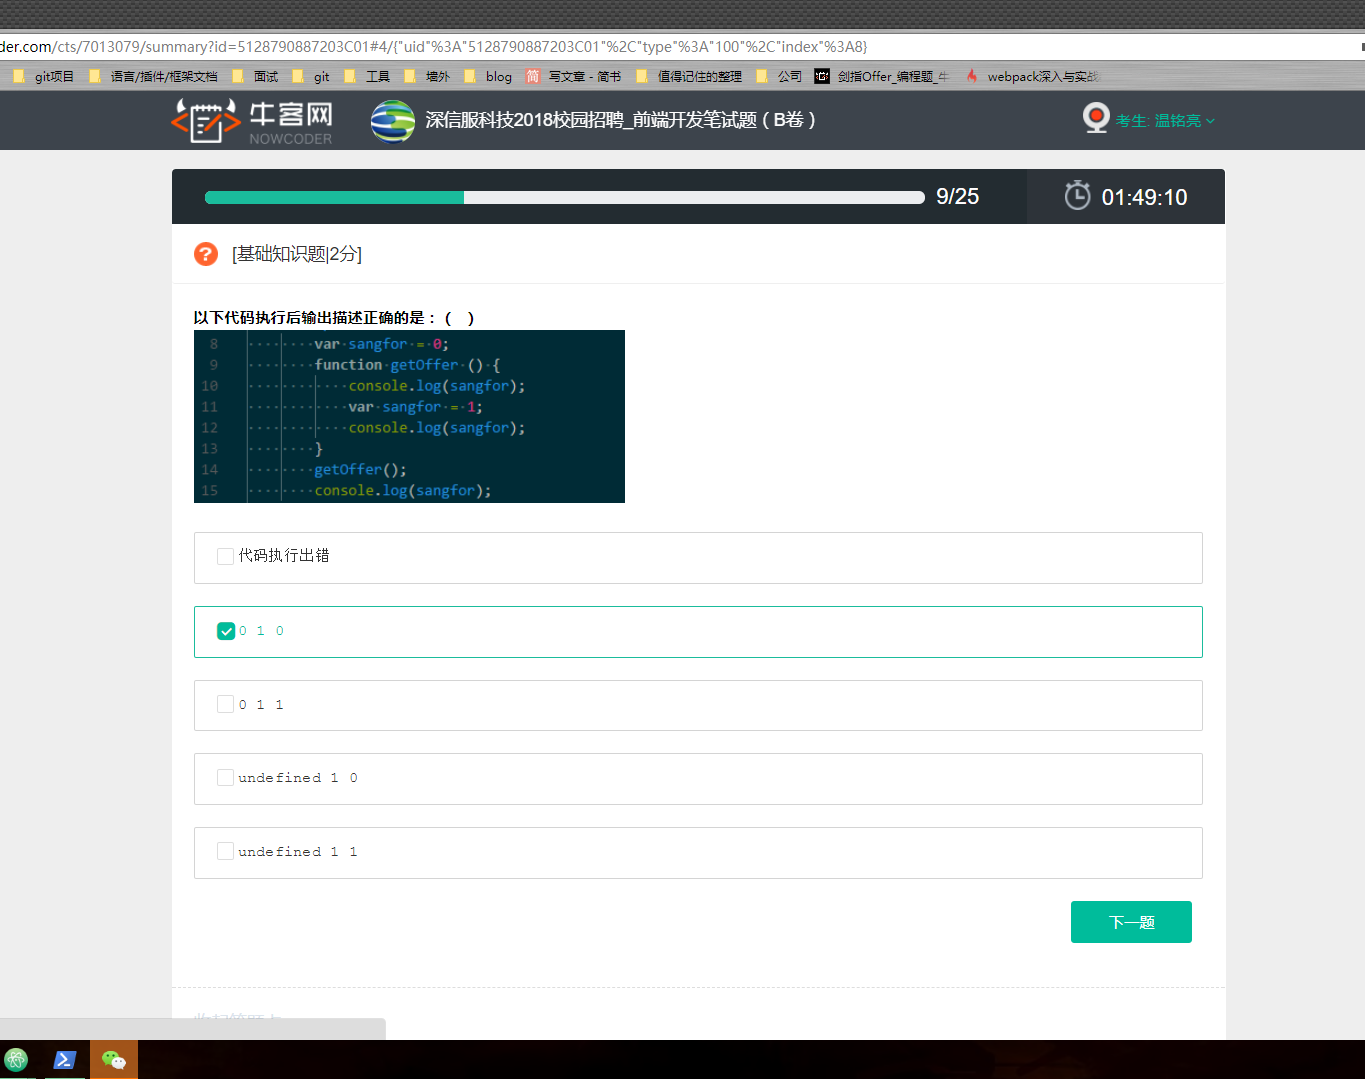 der.com/cts/7013079/summary?id=5128790887203C01#4/{"uid"%3A"5128790887203C01"%2C"type"%3A"100"%2C"index"%3A8}
git项目 语言/插件/框架文档 面试 git 工具 墙外 blog 简 写文章 - 简书 值得记住的整理 公司 剑指Offer_编程题_牛 webpack深入与实战
牛客网
NOWCODER
深信服科技2018校园招聘_前端开发笔试题（B卷）
考生: 温铭亮
9/25
01:49:10
? [基础知识题|2分]
以下代码执行后输出描述正确的是：（ ）
8 var sangfor = 0;
9 function getOffer () {
10 console.log(sangfor);
11 var sangfor = 1;
12 console.log(sangfor);
13 }
14 getOffer();
15 console.log(sangfor);
代码执行出错
0 1 0
0 1 1
undefined 1 0
undefined 1 1
下一题